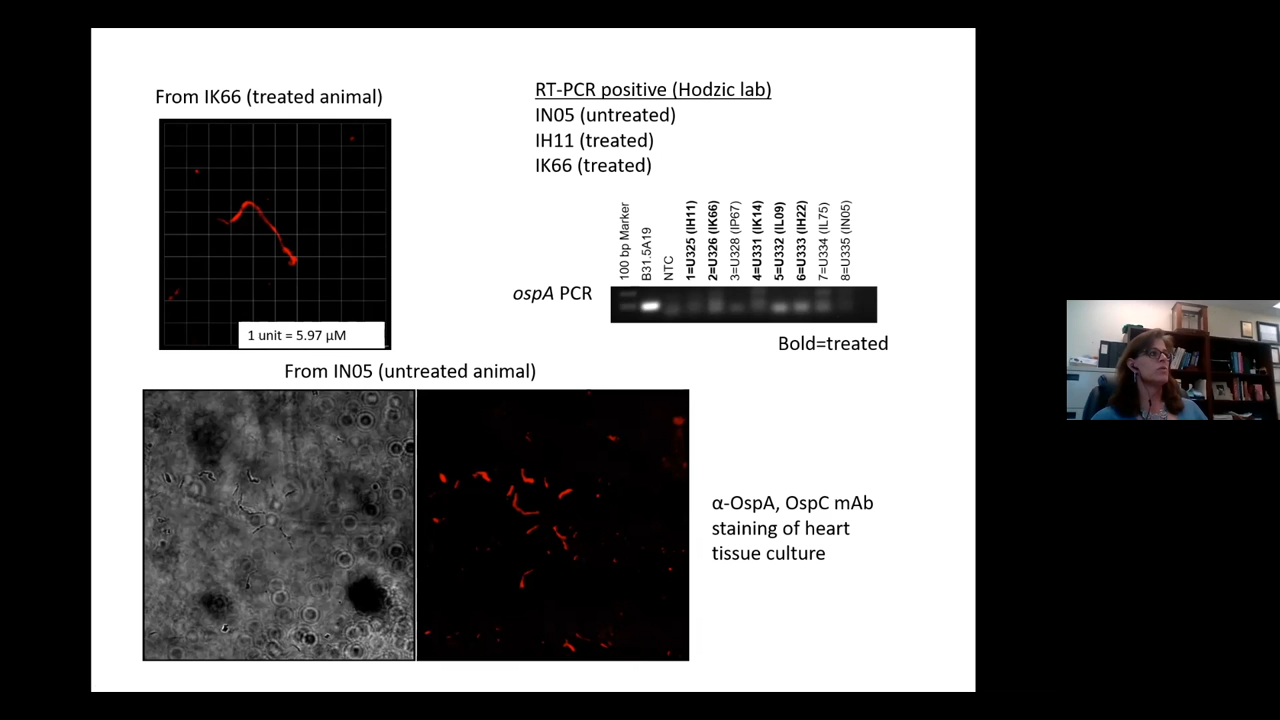 From IK66 (treated animal)
1 unit = 5.97 µM
RT-PCR positive (Hodzic lab)
IN05 (untreated)
IH11 (treated)
IK66 (treated)
100 bp Marker
B31.5A19
NTC
1=U325 (IH11)
2=U326 (IK66)
3=U328 (IP67)
4=U331 (IK14)
5=U332 (IL09)
6=U333 (IH22)
7=U334 (IL75)
8=U335 (IN05)
ospA PCR
Bold=treated
From IN05 (untreated animal)
α-OspA, OspC mAb
staining of heart
tissue culture